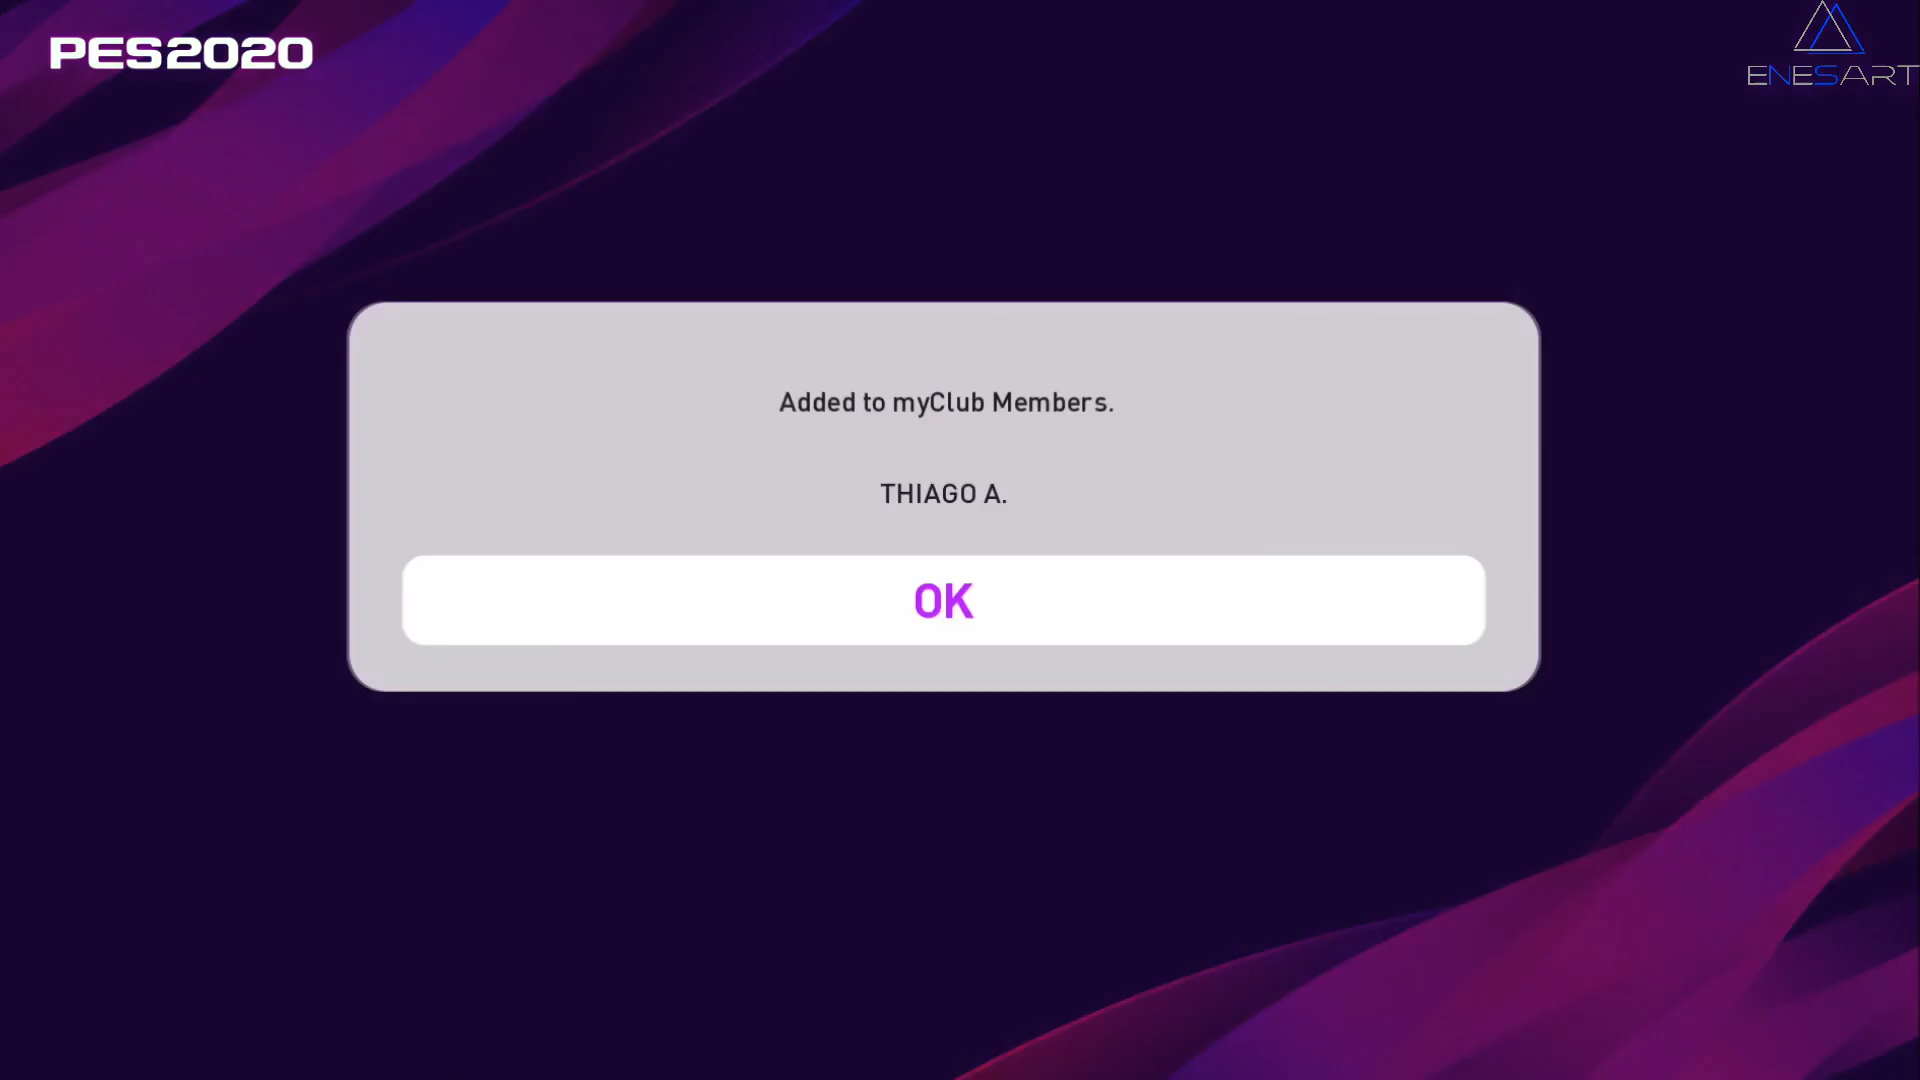 PES2020
ENESART
Added to myClub Members.
THIAGO A.
OK